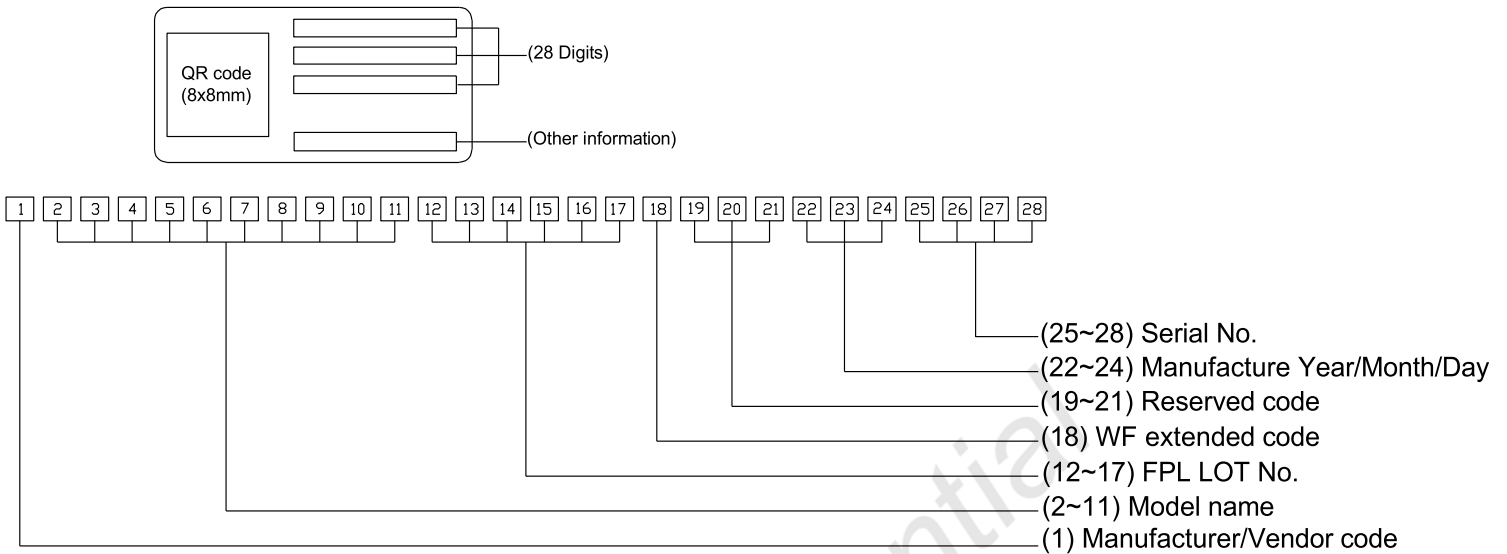 QR code
(8x8mm)
(28 Digits)
(Other information)
1 2 3 4 5 6 7 8 9 10 11 12 13 14 15 16 17 18 19 20 21 22 23 24 25 26 27 28
(25~28) Serial No.
(22~24) Manufacture Year/Month/Day
(19~21) Reserved code
(18) WF extended code
(12~17) FPL LOT No.
(2~11) Model name
(1) Manufacturer/Vendor code
ntial